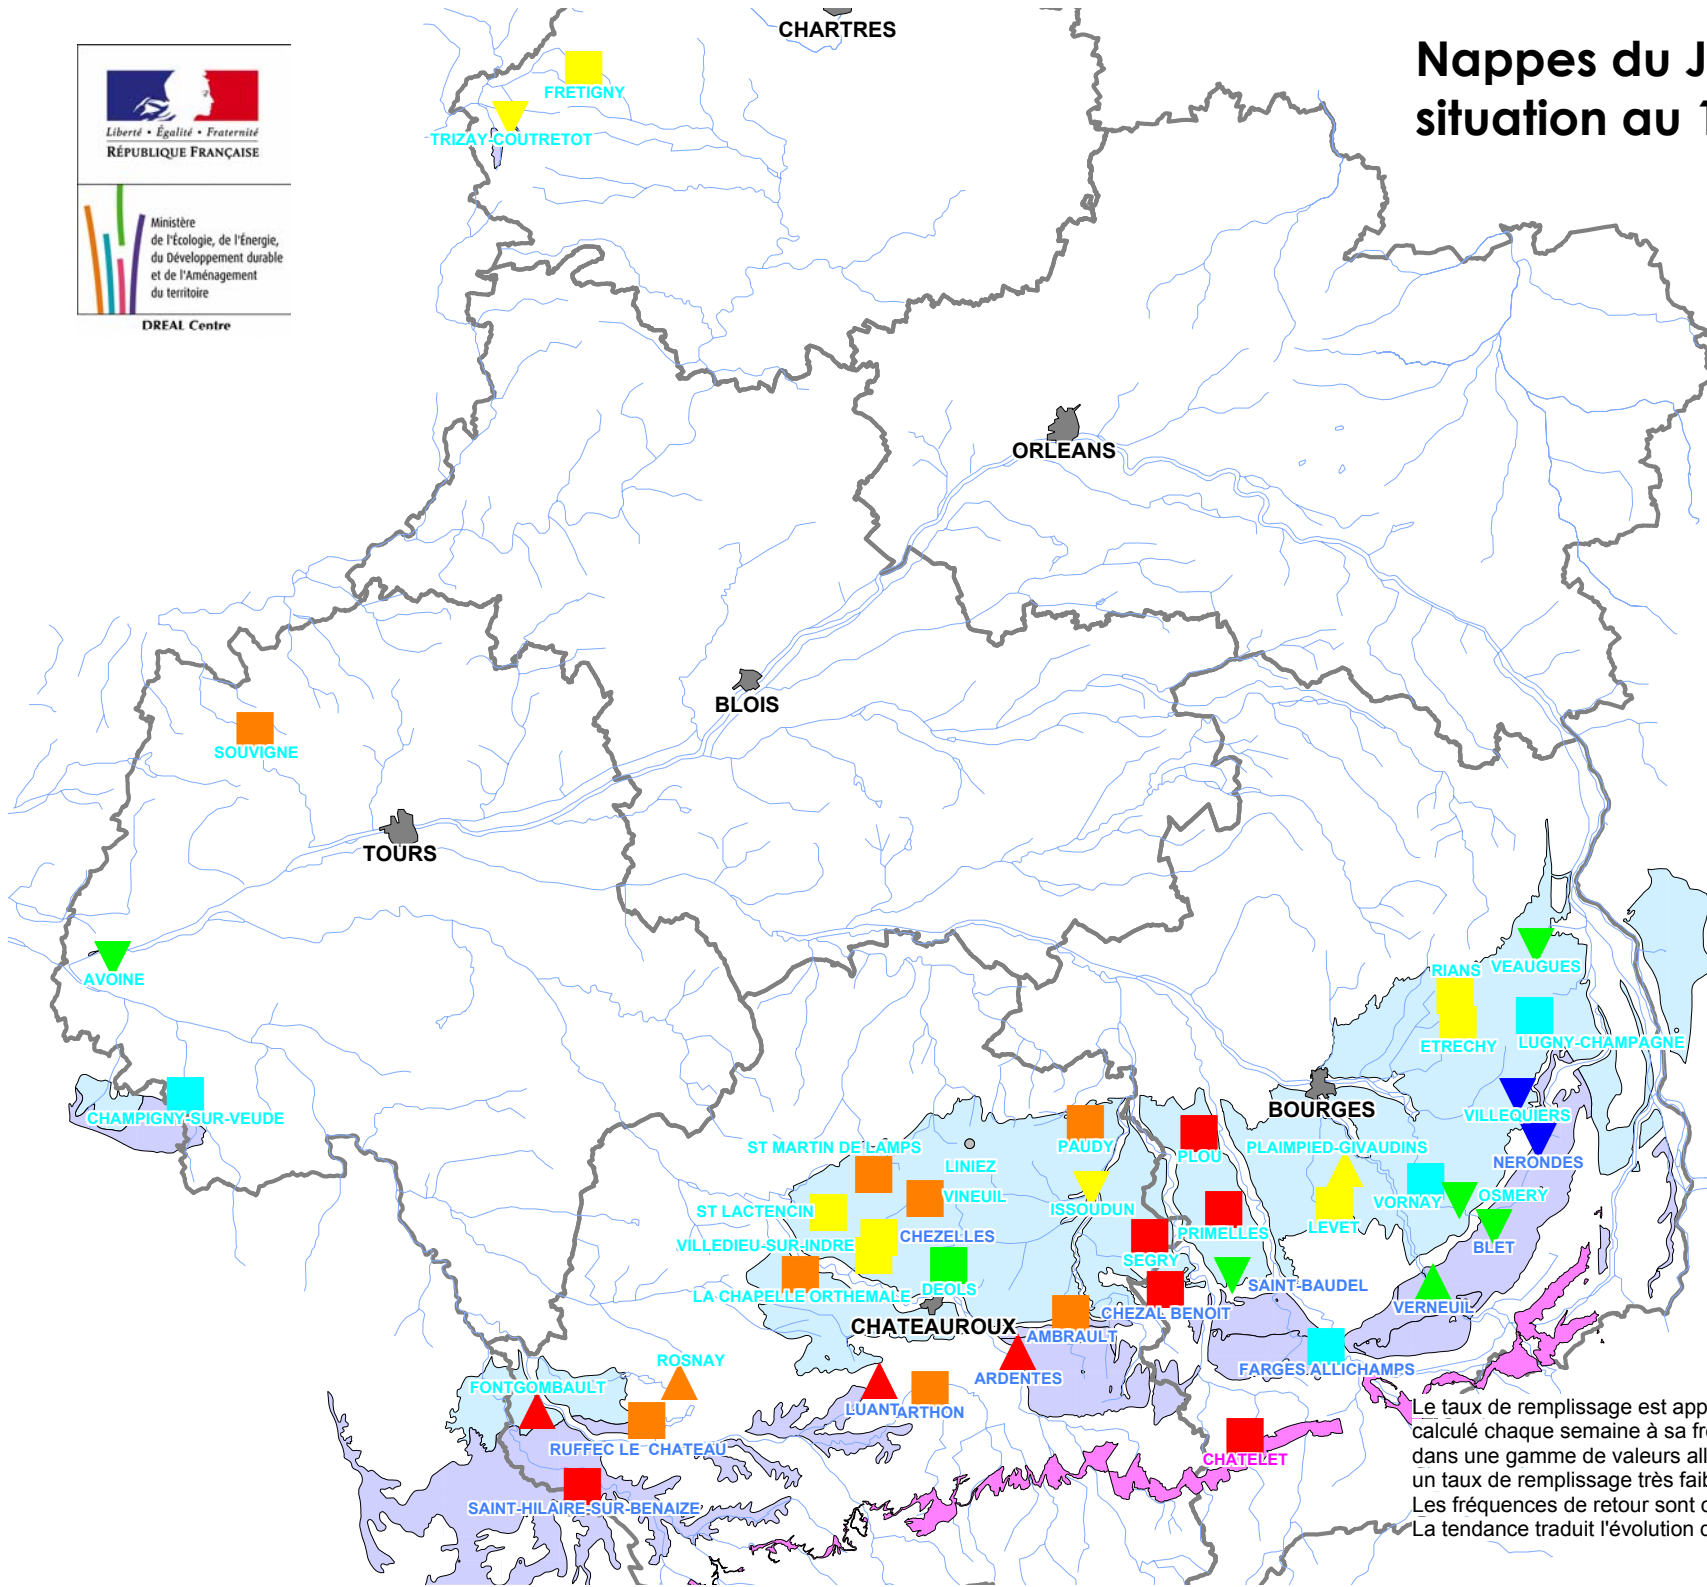 CHARTRES
Nappes du J
situation au 1
Liberté • Égalité • Fraternité
RÉPUBLIQUE FRANÇAISE
Ministère
de l'Écologie, de l'Énergie,
du Développement durable
et de l'Aménagement
du territoire
DREAL Centre
FRETIGNY
TRIZAY-COUTRETOT
ORLEANS
BLOIS
SOUVIGNE
TOURS
AVOINE
RIANS
VEAUGUES
ETRECHY
LUGNY-CHAMPAGNE
CHAMPIGNY-SUR-VEUDE
BOURGES
VILLEQUIERS
ST MARTIN DE LAMPS
PAUDY
PLOU
PLAIMPIED-GIVAUDINS
NERONDES
LINIEZ
VINEUIL
VORNAY
OSMERY
ST LACTENCIN
ISSOUDUN
PRIMELLES
LEVET
CHEZELLES
VILLEDIEU-SUR-INDRE
SEGRY
BLET
LA CHAPELLE ORTHEMALE
DEOLS
SAINT-BAUDEL
CHEZAL BENOIT
VERNEUIL
CHATEAUROUX
AMBRAULT
ROSNAY
ARDENTES
FARGES ALLICHAMPS
FONTGOMBAULT
LUANT
ARTHON
RUFFEC LE CHATEAU
CHATELET
SAINT-HILAIRE-SUR-BENAIZE
Le taux de remplissage est app
calculé chaque semaine à sa fr
dans une gamme de valeurs all
un taux de remplissage très faib
Les fréquences de retour sont
La tendance traduit l'évolution